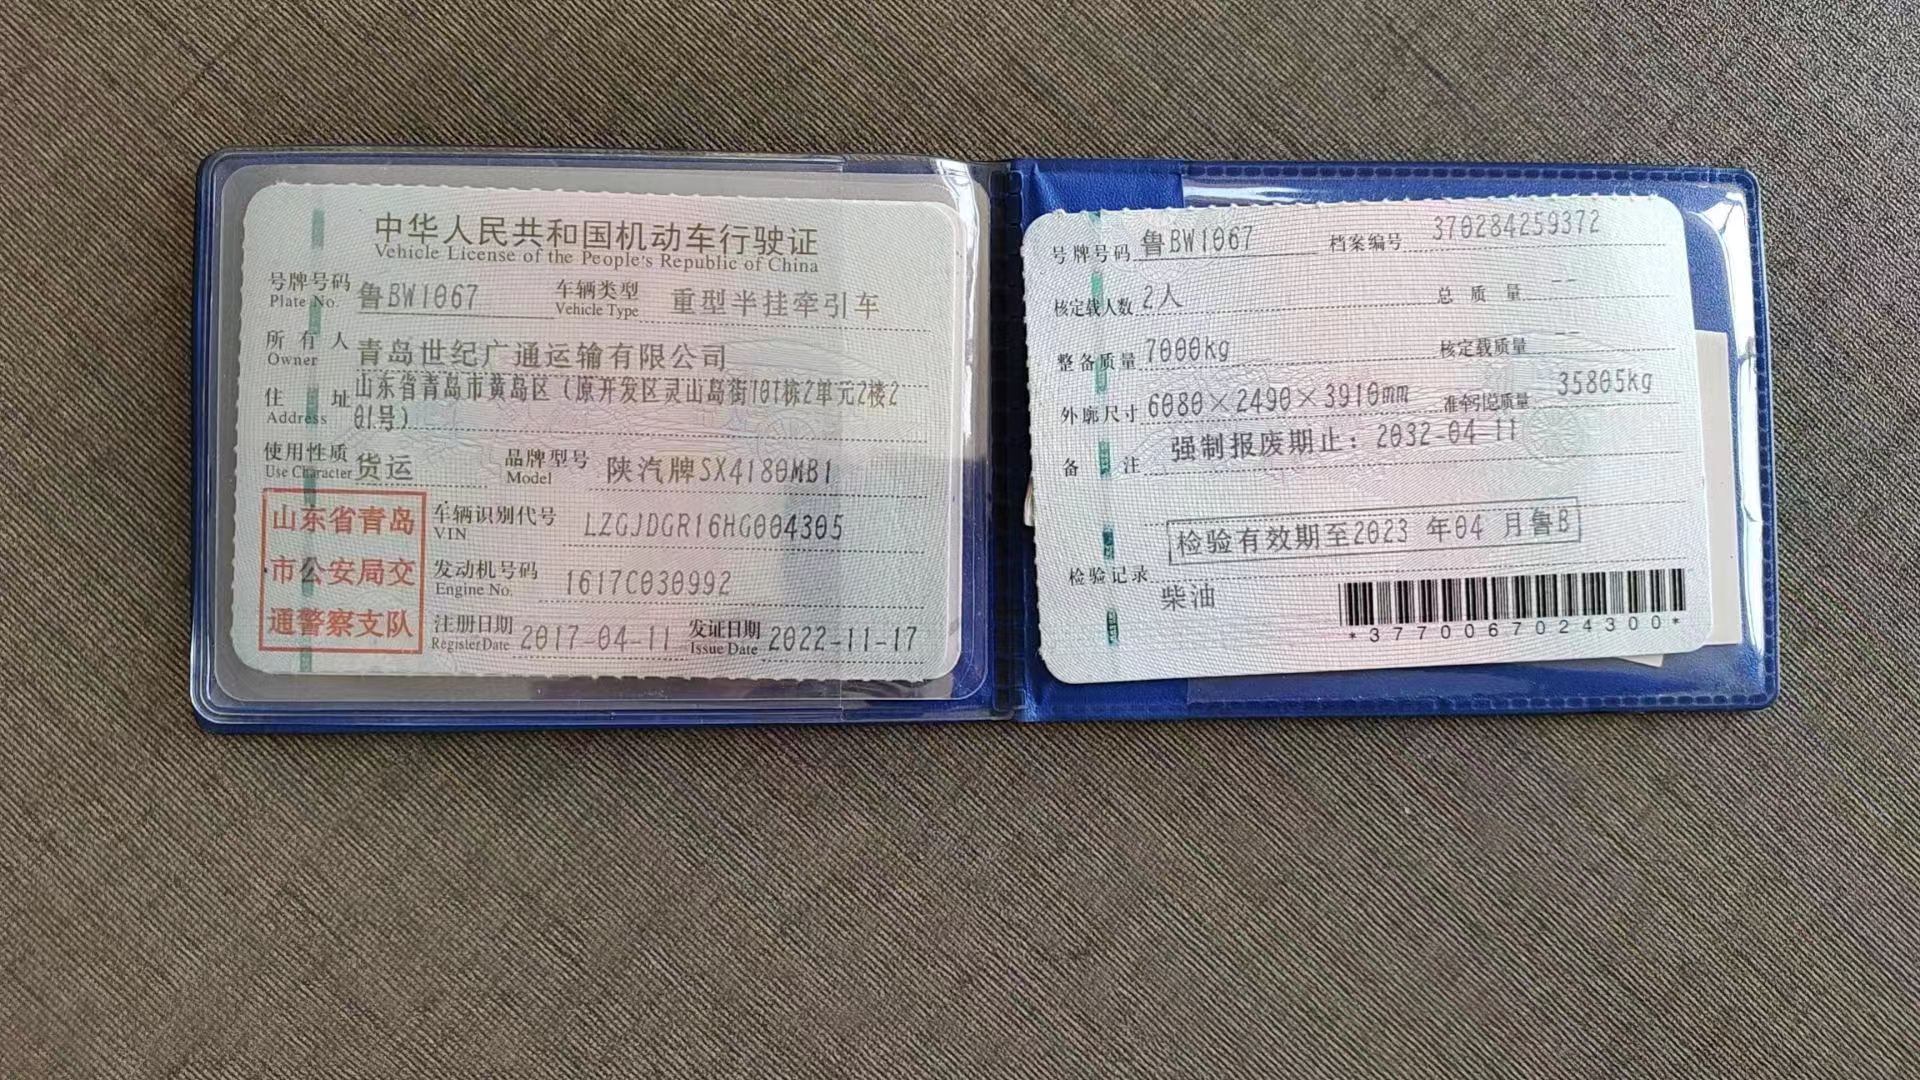 中华人民共和国机动车行驶证
Vehicle License of the People's Republic of China
号牌号码 鲁BW1067 车辆类型 重型半挂牵引车
Plate No. Vehicle Type
所有人 青岛世纪广通运输有限公司
Owner
住址 山东省青岛市黄岛区(原开发区灵山岛街101栋2单元2楼2
Address 01号)
使用性质 货运 品牌型号 陕汽牌SX4180MB1
Use Character Model
山东省青岛
市公安局交
通警察支队
车辆识别代号 LZGJDGR16HG004305
VIN
发动机号码 1617C030992
Engine No.
注册日期 2017-04-11 发证日期 2022-11-17
Register Date Issue Date
号牌号码 鲁BW1067 档案编号 370284259372
核定载人数 2人 总质量 --
整备质量 7000kg 核定载质量 --
外廓尺寸 6080×2490×3910mm 准牵引总质量 35805kg
备注 强制报废期止:2032-04-11
检验有效期至2023 年04 月鲁B
检验记录
柴油
*3770067024300*